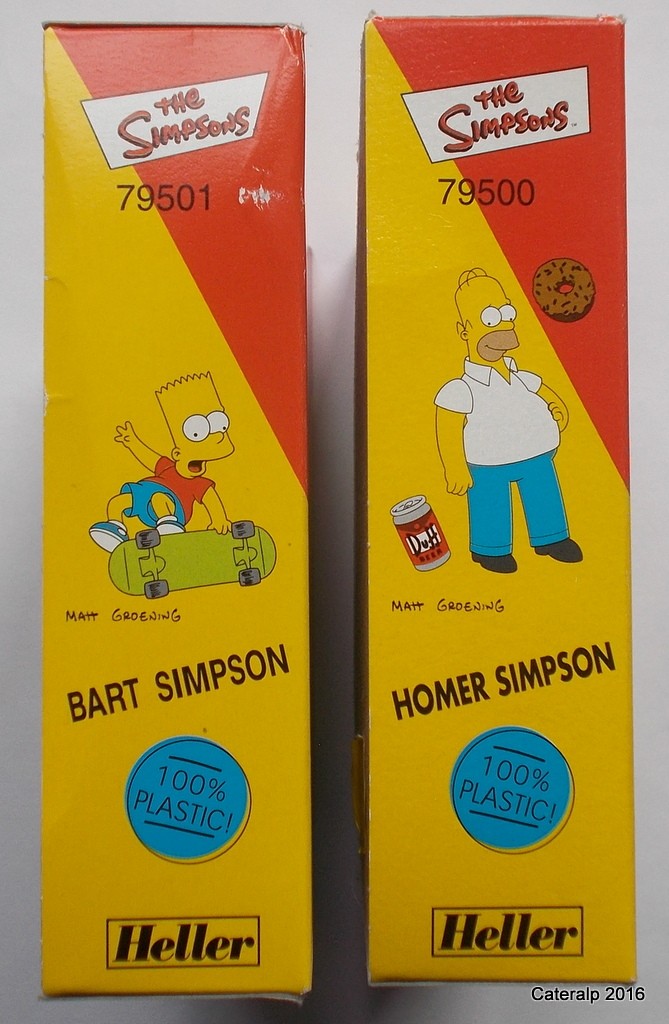 THE
SIMPSONS
79501
MATT GROENING
BART SIMPSON
100%
PLASTIC!
Heller
THE
SIMPSONS
79500
Duff
BEER
MATT GROENING
HOMER SIMPSON
100%
PLASTIC!
Heller
Cateralp 2016